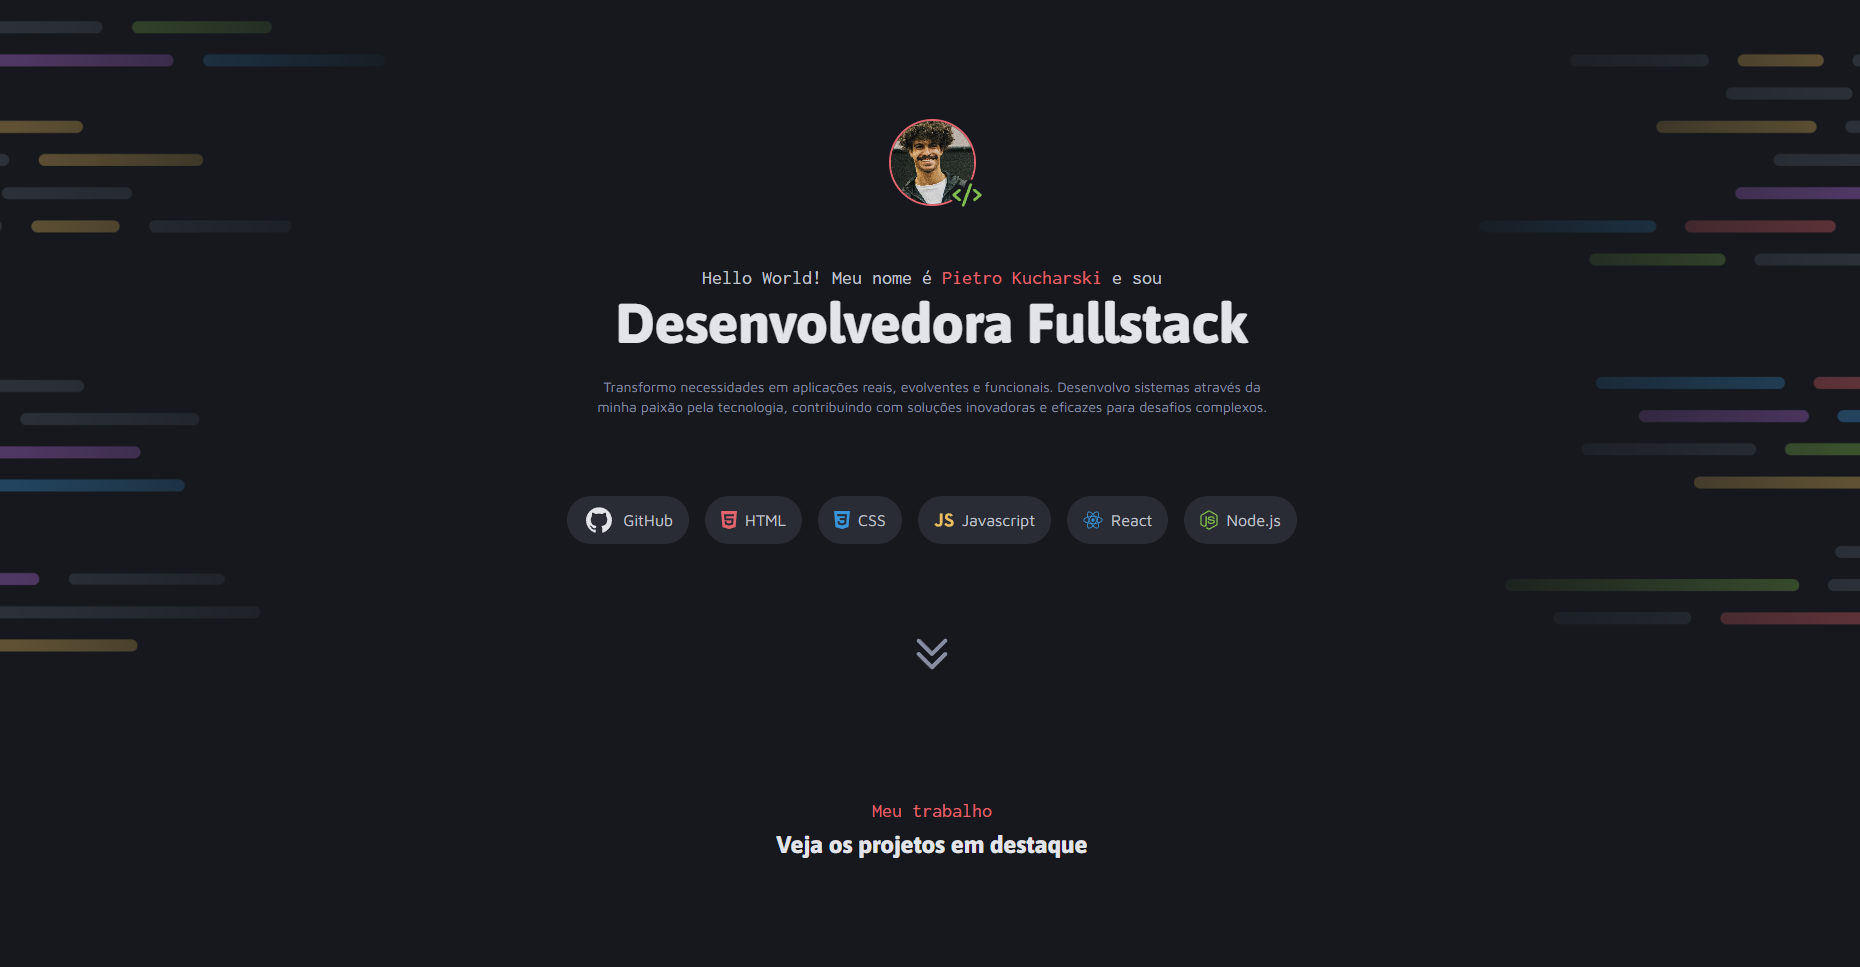 Hello World! Meu nome é Pietro Kucharski e sou
Desenvolvedora Fullstack
Transformo necessidades em aplicações reais, evolventes e funcionais. Desenvolvo sistemas através da
minha paixão pela tecnologia, contribuindo com soluções inovadoras e eficazes para desafios complexos.
GitHub HTML CSS JS Javascript React Node.js
Meu trabalho
Veja os projetos em destaque